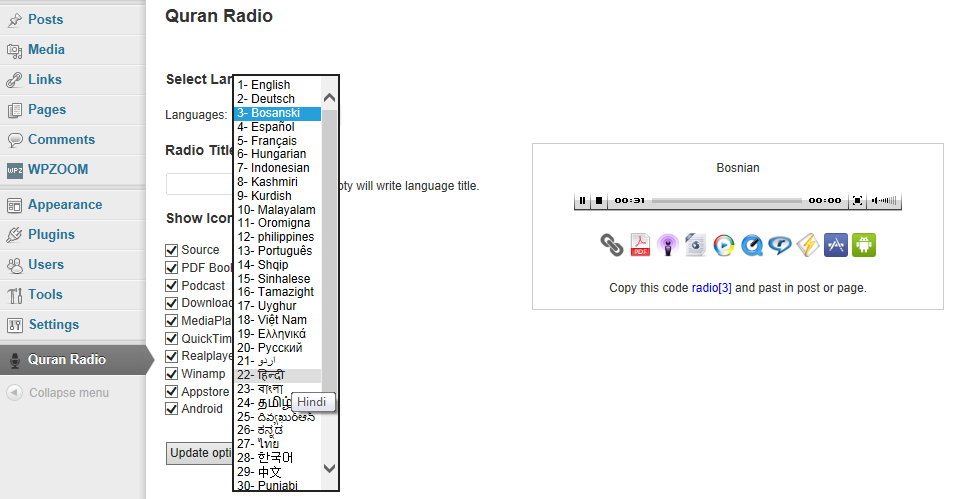 Posts
Media
Links
Pages
Comments
WPZ WPZOOM
Appearance
Plugins
Users
Tools
Settings
Quran Radio
Collapse menu
Quran Radio
Select Lan
Languages:
1- English
2- Deutsch
3- Bosanski
4- Español
5- Français
6- Hungarian
7- Indonesian
8- Kashmiri
9- Kurdish
10- Malayalam
11- Oromigna
12- philippines
13- Português
14- Shqip
15- Sinhalese
16- Tamazight
17- Uyghur
18- Việt Nam
19- Ελληνικά
20- Русский
21- اردو
22- हिन्दी
23- বাংলা
24- தமிழ்
25-
26- ಕನ್ನಡ
27- ไทย
28- 한국어
29- 中文
30- Punjabi
Hindi
Radio Title
pty will write language title.
Show Icon
Source
PDF Book
Podcast
Download
MediaPla
QuickTim
Realplaye
Winamp
Appstore
Android
Update opti
Bosnian
00:31
00:00
PDF
Copy this code radio[3] and past in post or page.